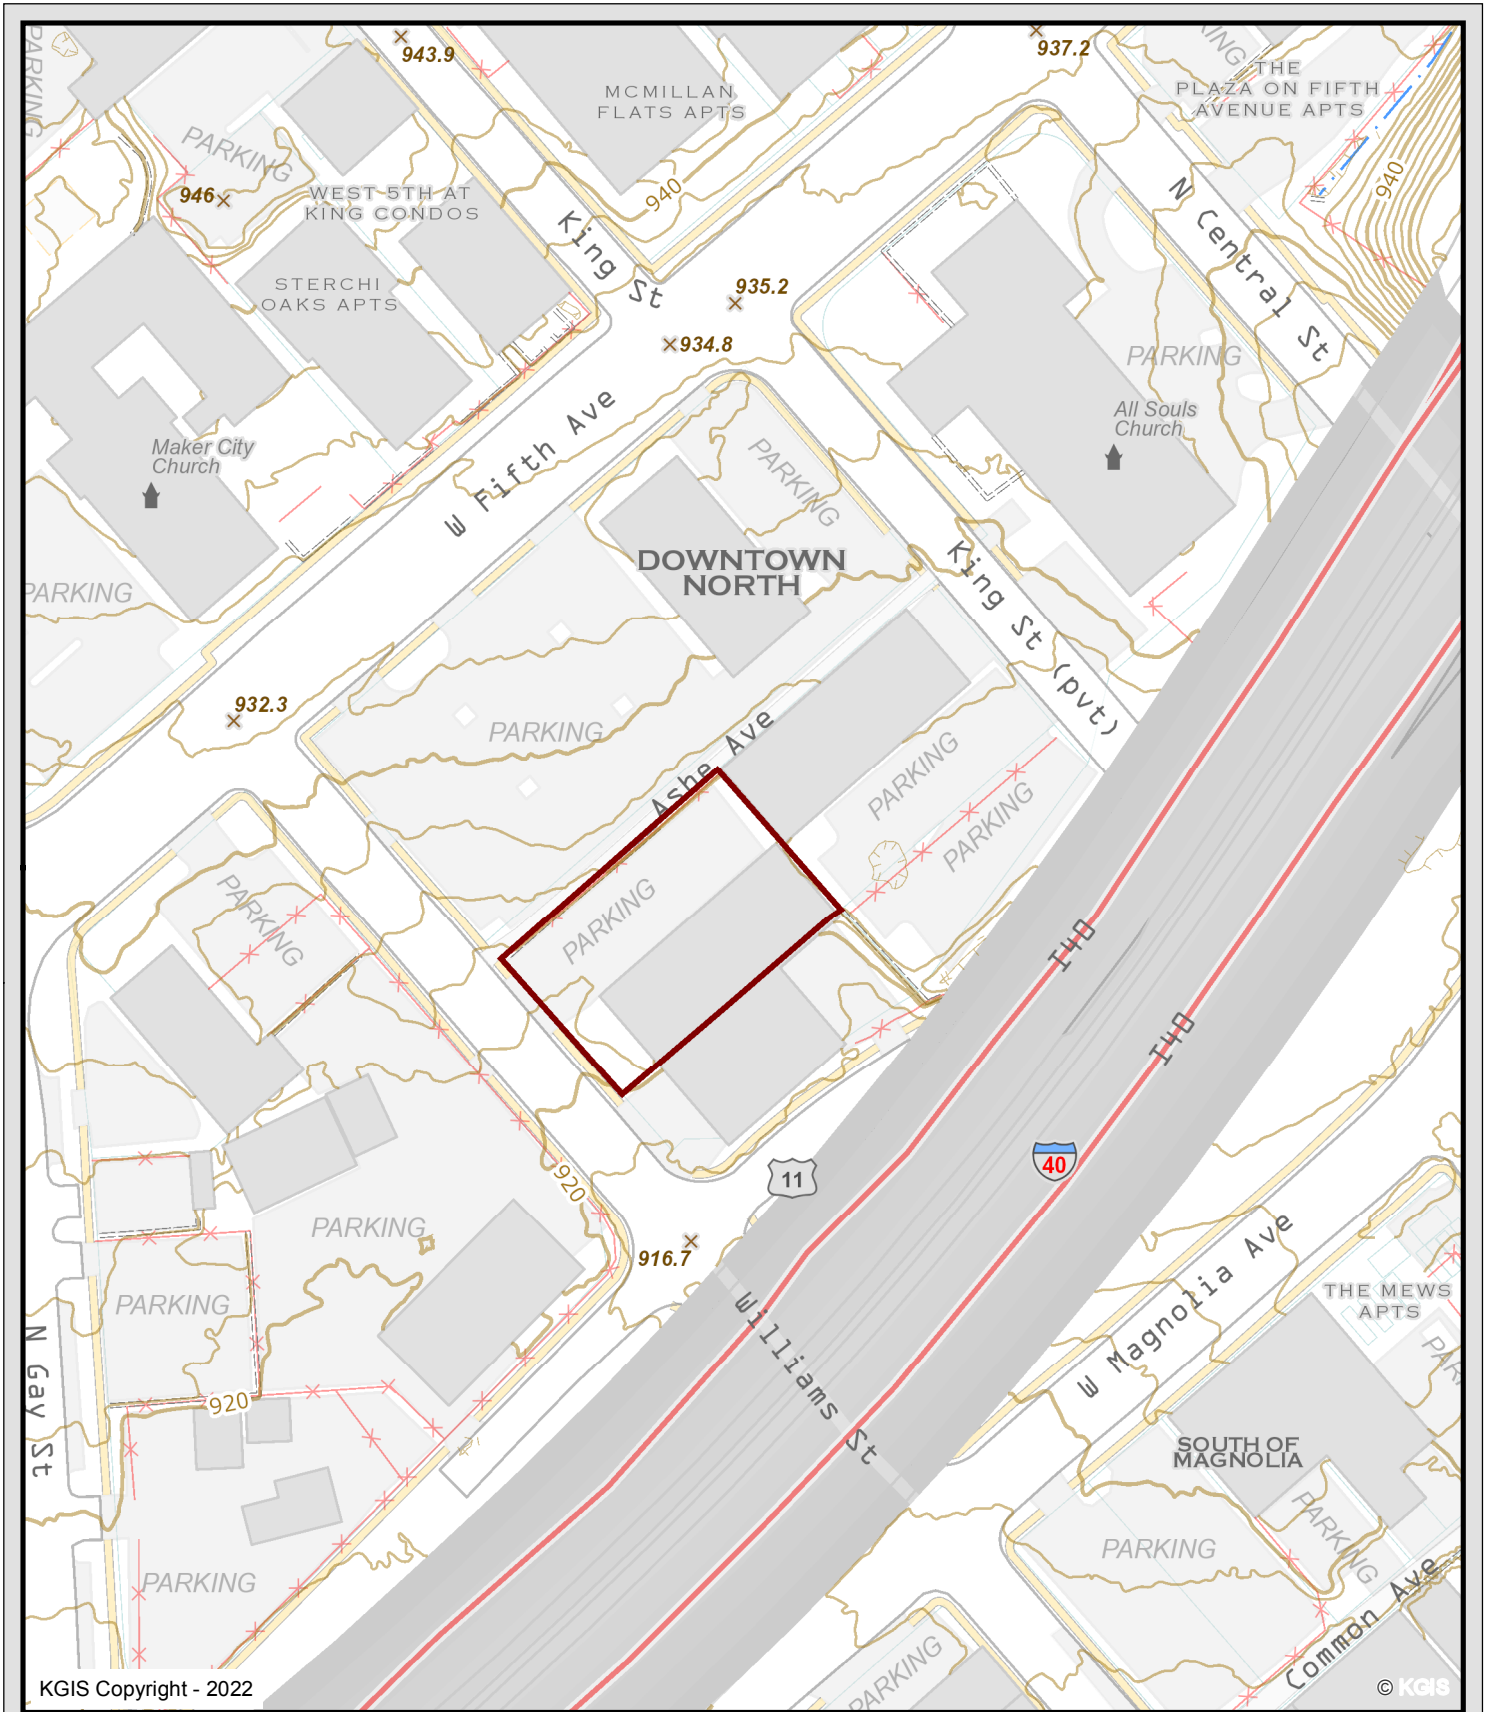 PARKING
943.9
937.2
MCMILLAN
FLATS APTS
THE
PLAZA ON FIFTH
AVENUE APTS
PARKING
946
WEST 5TH AT
KING CONDOS
940
940
King St
N Central St
STERCHI
OAKS APTS
935.2
934.8
PARKING
W Fifth Ave
Maker City
Church
All Souls
Church
PARKING
DOWNTOWN
NORTH
King St (pvt)
PARKING
932.3
PARKING
Ashe Ave
PARKING
PARKING
PARKING
PARKING
I40
I40
40
11
920
916.7
PARKING
PARKING
Williams St
W Magnolia Ave
THE MEWS
APTS
N Gay St
920
SOUTH OF
MAGNOLIA
PARKING
PARKING
PARKING
Common Ave
PARKING
KGIS Copyright - 2022
© KGIS